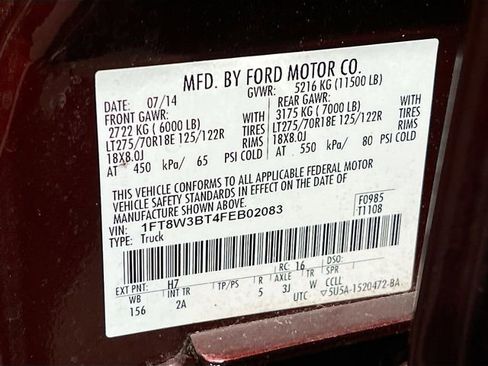 MFD. BY FORD MOTOR CO.
DATE: 07/14 GVWR: 5216 KG (11500 LB)
FRONT GAWR: REAR GAWR:
2722 KG (6000 LB) WITH 3175 KG (7000 LB) WITH
LT275/70R18E 125/122R TIRES LT275/70R18E 125/122R TIRES
18X8.0J RIMS 18X8.0J RIMS
AT 450 kPa/ 65 PSI COLD AT 550 kPa/ 80 PSI COLD
THIS VEHICLE CONFORMS TO ALL APPLICABLE FEDERAL MOTOR
VEHICLE SAFETY STANDARDS IN EFFECT ON THE DATE OF
MANUFACTURE SHOWN ABOVE.
VIN: 1FT8W3BT4FEB02083 F0985
TYPE: Truck T1108
EXT PNT: H7 RC: 16 DSO:
WB INT TR TP/PS R AXLE TR SPR
156 2A 5 3J W CCLL
UTC 5U5A-1520472-BA